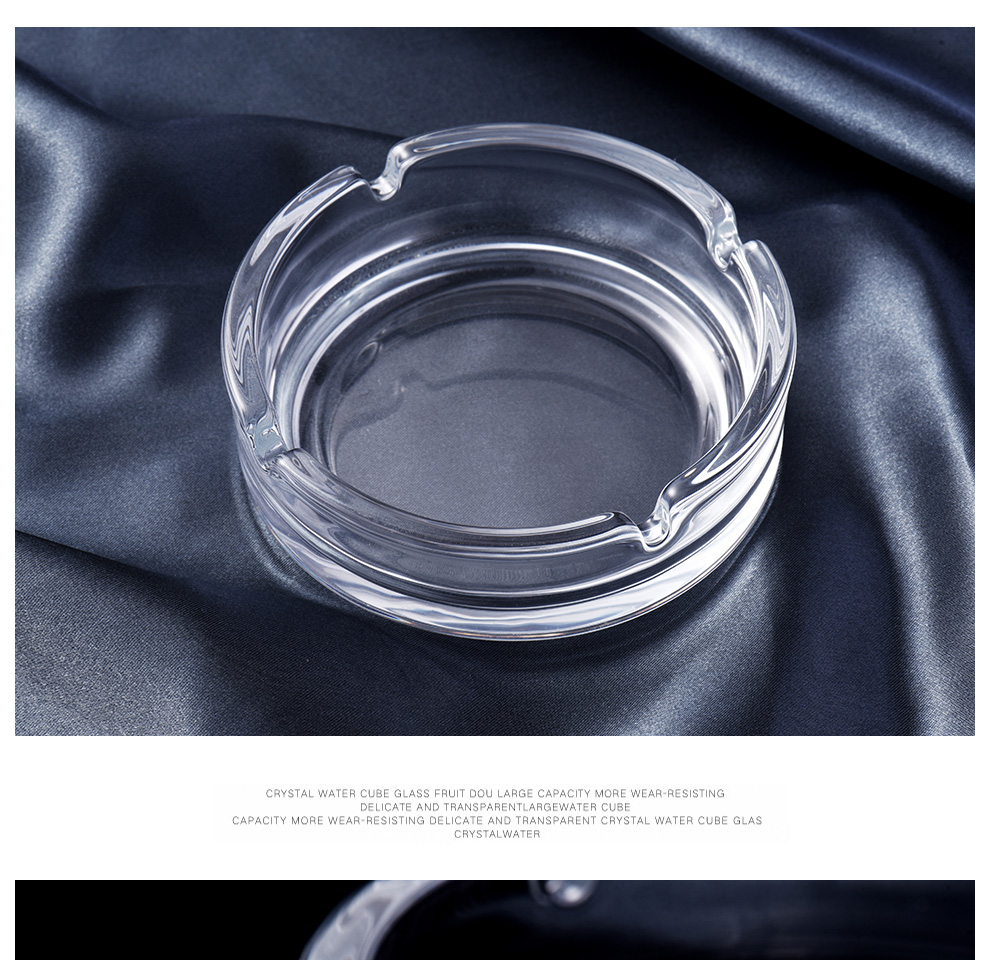 CRYSTAL WATER CUBE GLASS FRUIT DOU LARGE CAPACITY MORE WEAR-RESISTING
DELICATE AND TRANSPARENTLARGEWATER CUBE
CAPACITY MORE WEAR-RESISTING DELICATE AND TRANSPARENT CRYSTAL WATER CUBE GLAS
CRYSTALWATER